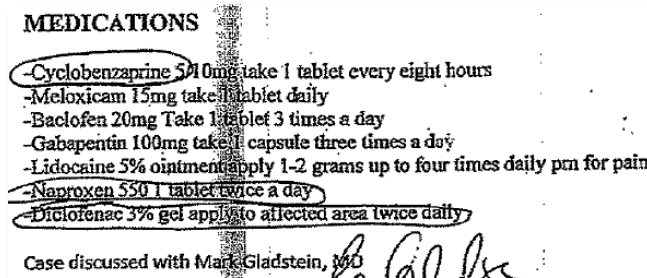 MEDICATIONS
-Cyclobenzaprine 5/10mg take 1 tablet every eight hours
-Meloxicam 15mg take 1 tablet daily
-Baclofen 20mg Take 1 tablet 3 times a day
-Gabapentin 100mg take 1 capsule three times a day
-Lidocaine 5% ointment apply 1-2 grams up to four times daily prn for pain
-Naproxen 550 1 tablet twice a day
-Diclofenac 3% gel apply to affected area twice daily
Case discussed with Mark Gladstein, MD